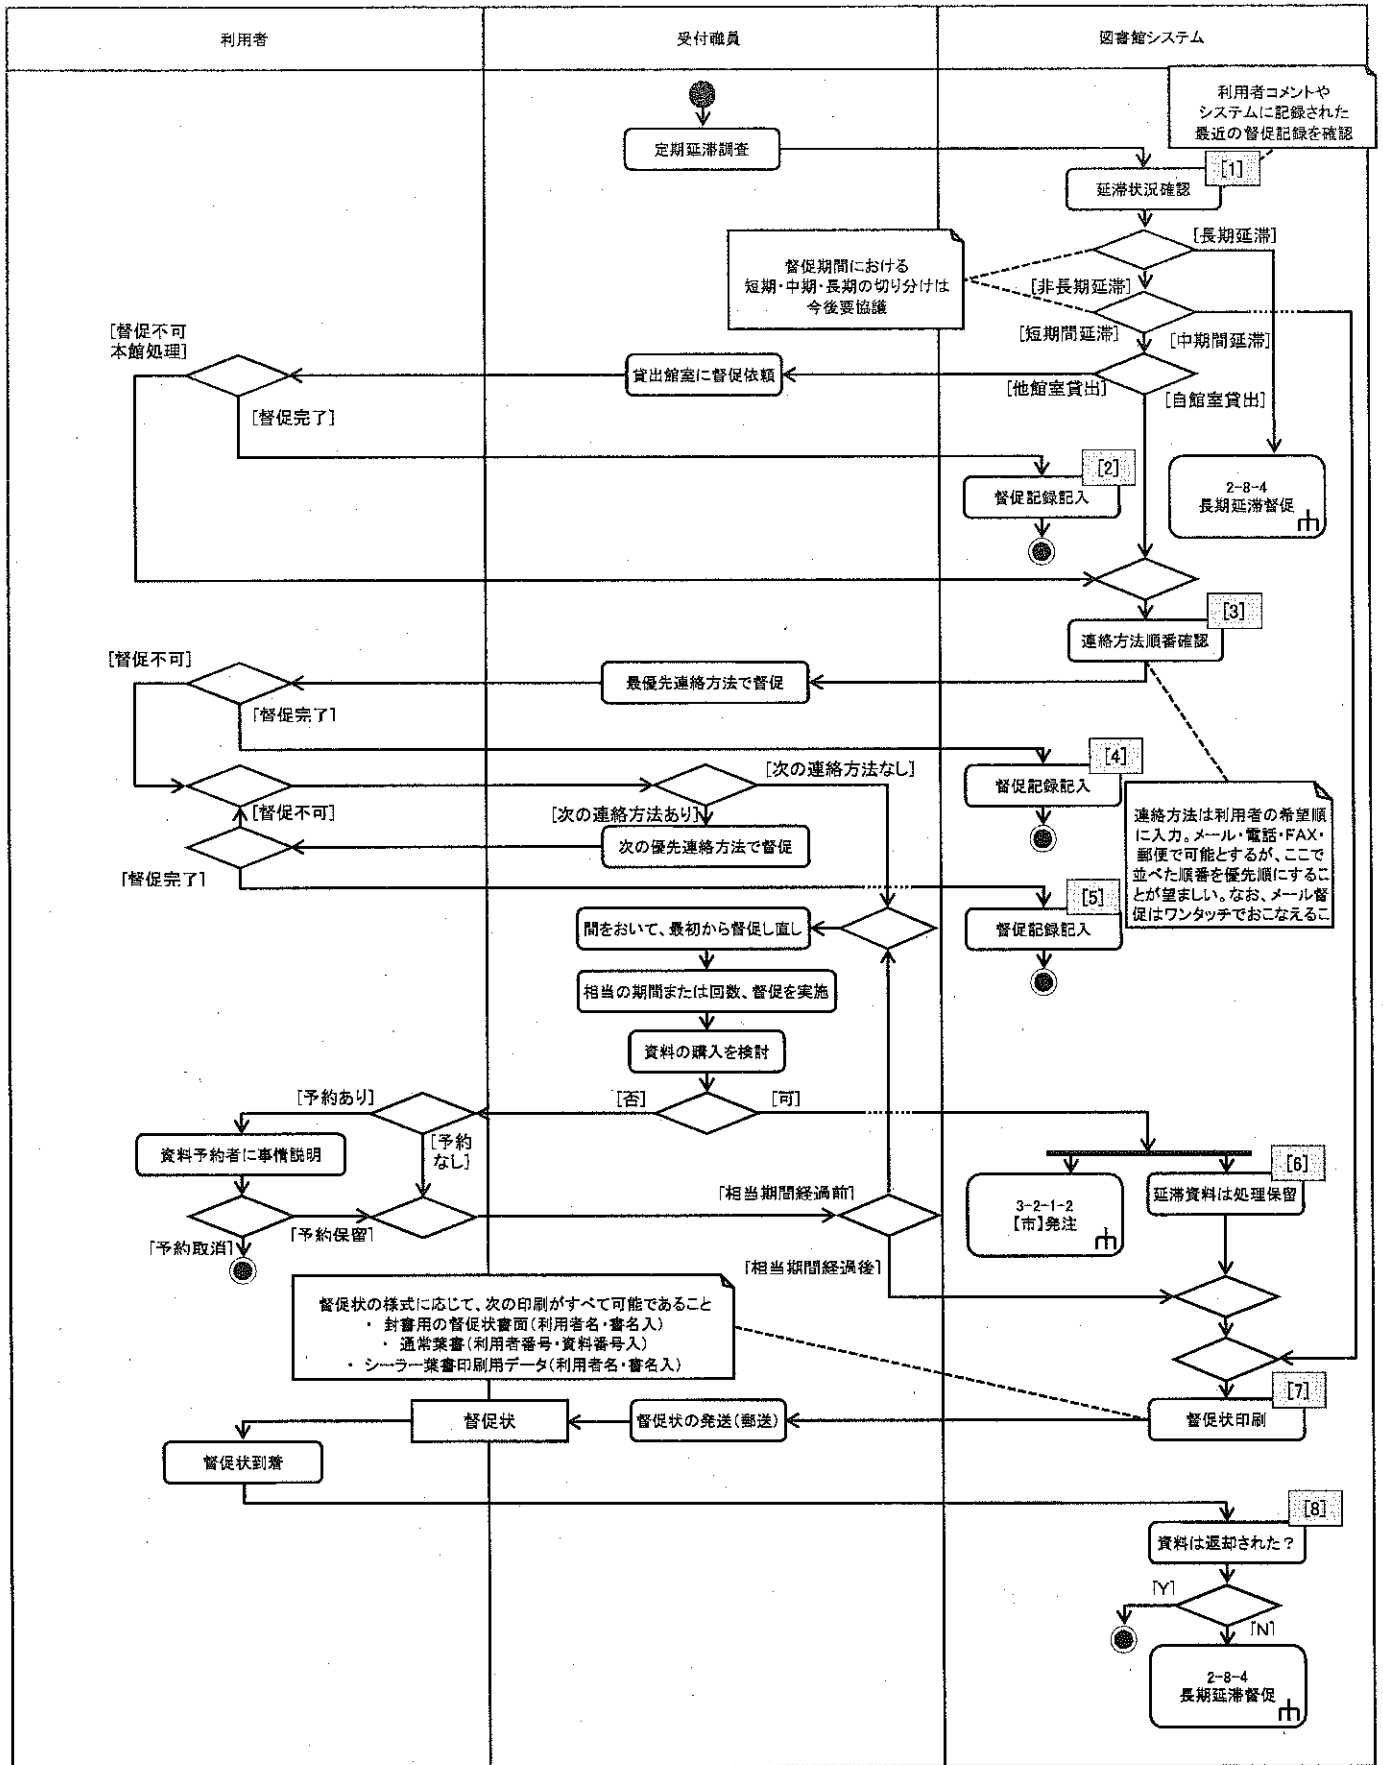 利用者
受付職員
図書館システム
利用者コメントや
システムに記録された
最近の督促記録を確認
定期延滞調査
[1]
延滞状況確認
[長期延滞]
督促期間における
短期・中期・長期の切り分けは
今後要協議
[非長期延滞]
[短期間延滞]
[中期間延滞]
[督促不可
本館処理]
貸出館室に督促依頼
[他館室貸出]
[自館室貸出]
[督促完了]
[2]
督促記録記入
2-8-4
長期延滞督促
[3]
連絡方法順番確認
[督促不可]
最優先連絡方法で督促
[督促完了]
[4]
督促記録記入
[次の連絡方法なし]
[督促不可]
[次の連絡方法あり]
次の優先連絡方法で督促
[督促完了]
連絡方法は利用者の希望順
に入力。メール・電話・FAX・
郵便で可能とするが、ここで
並べた順番を優先順にするこ
とが望ましい。なお、メール督
促はワンタッチでおこなえるこ
[5]
督促記録記入
間をおいて、最初から督促し直し
相当の期間または回数、督促を実施
資料の購入を検討
[予約あり]
[否]
[可]
[予約
なし]
資料予約者に事情説明
[6]
延滞資料は処理保留
3-2-1-2
【市】発注
[相当期間経過前]
[予約取消]
[予約保留]
[相当期間経過後]
督促状の様式に応じて、次の印刷がすべて可能であること
・ 封書用の督促状書面(利用者名・書名入)
・ 通常葉書(利用者番号・資料番号入)
・ シーラー葉書印刷用データ(利用者名・書名入)
[7]
督促状印刷
督促状の発送(郵送)
督促状
督促状到着
[8]
資料は返却された？
[Y]
[N]
2-8-4
長期延滞督促